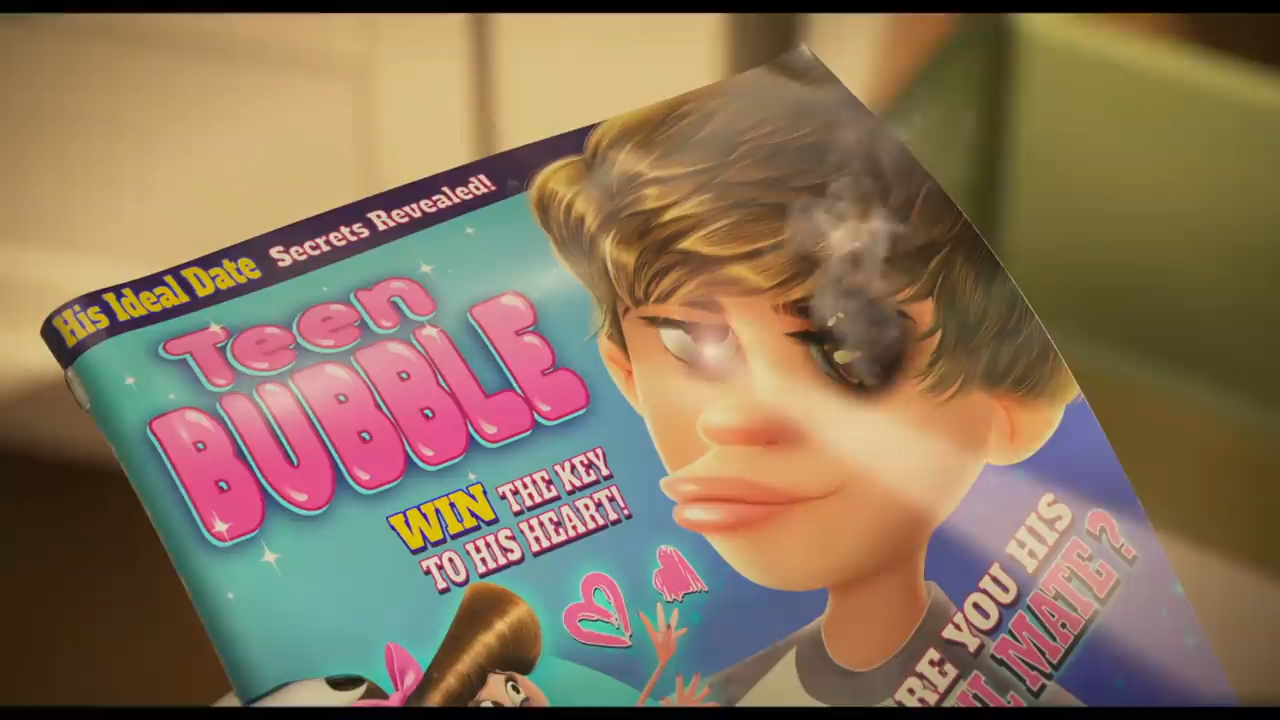 His Ideal Date Secrets Revealed!
Teen
BUBBLE
WIN THE KEY
TO HIS HEART!
RE YOU HIS
MATE?